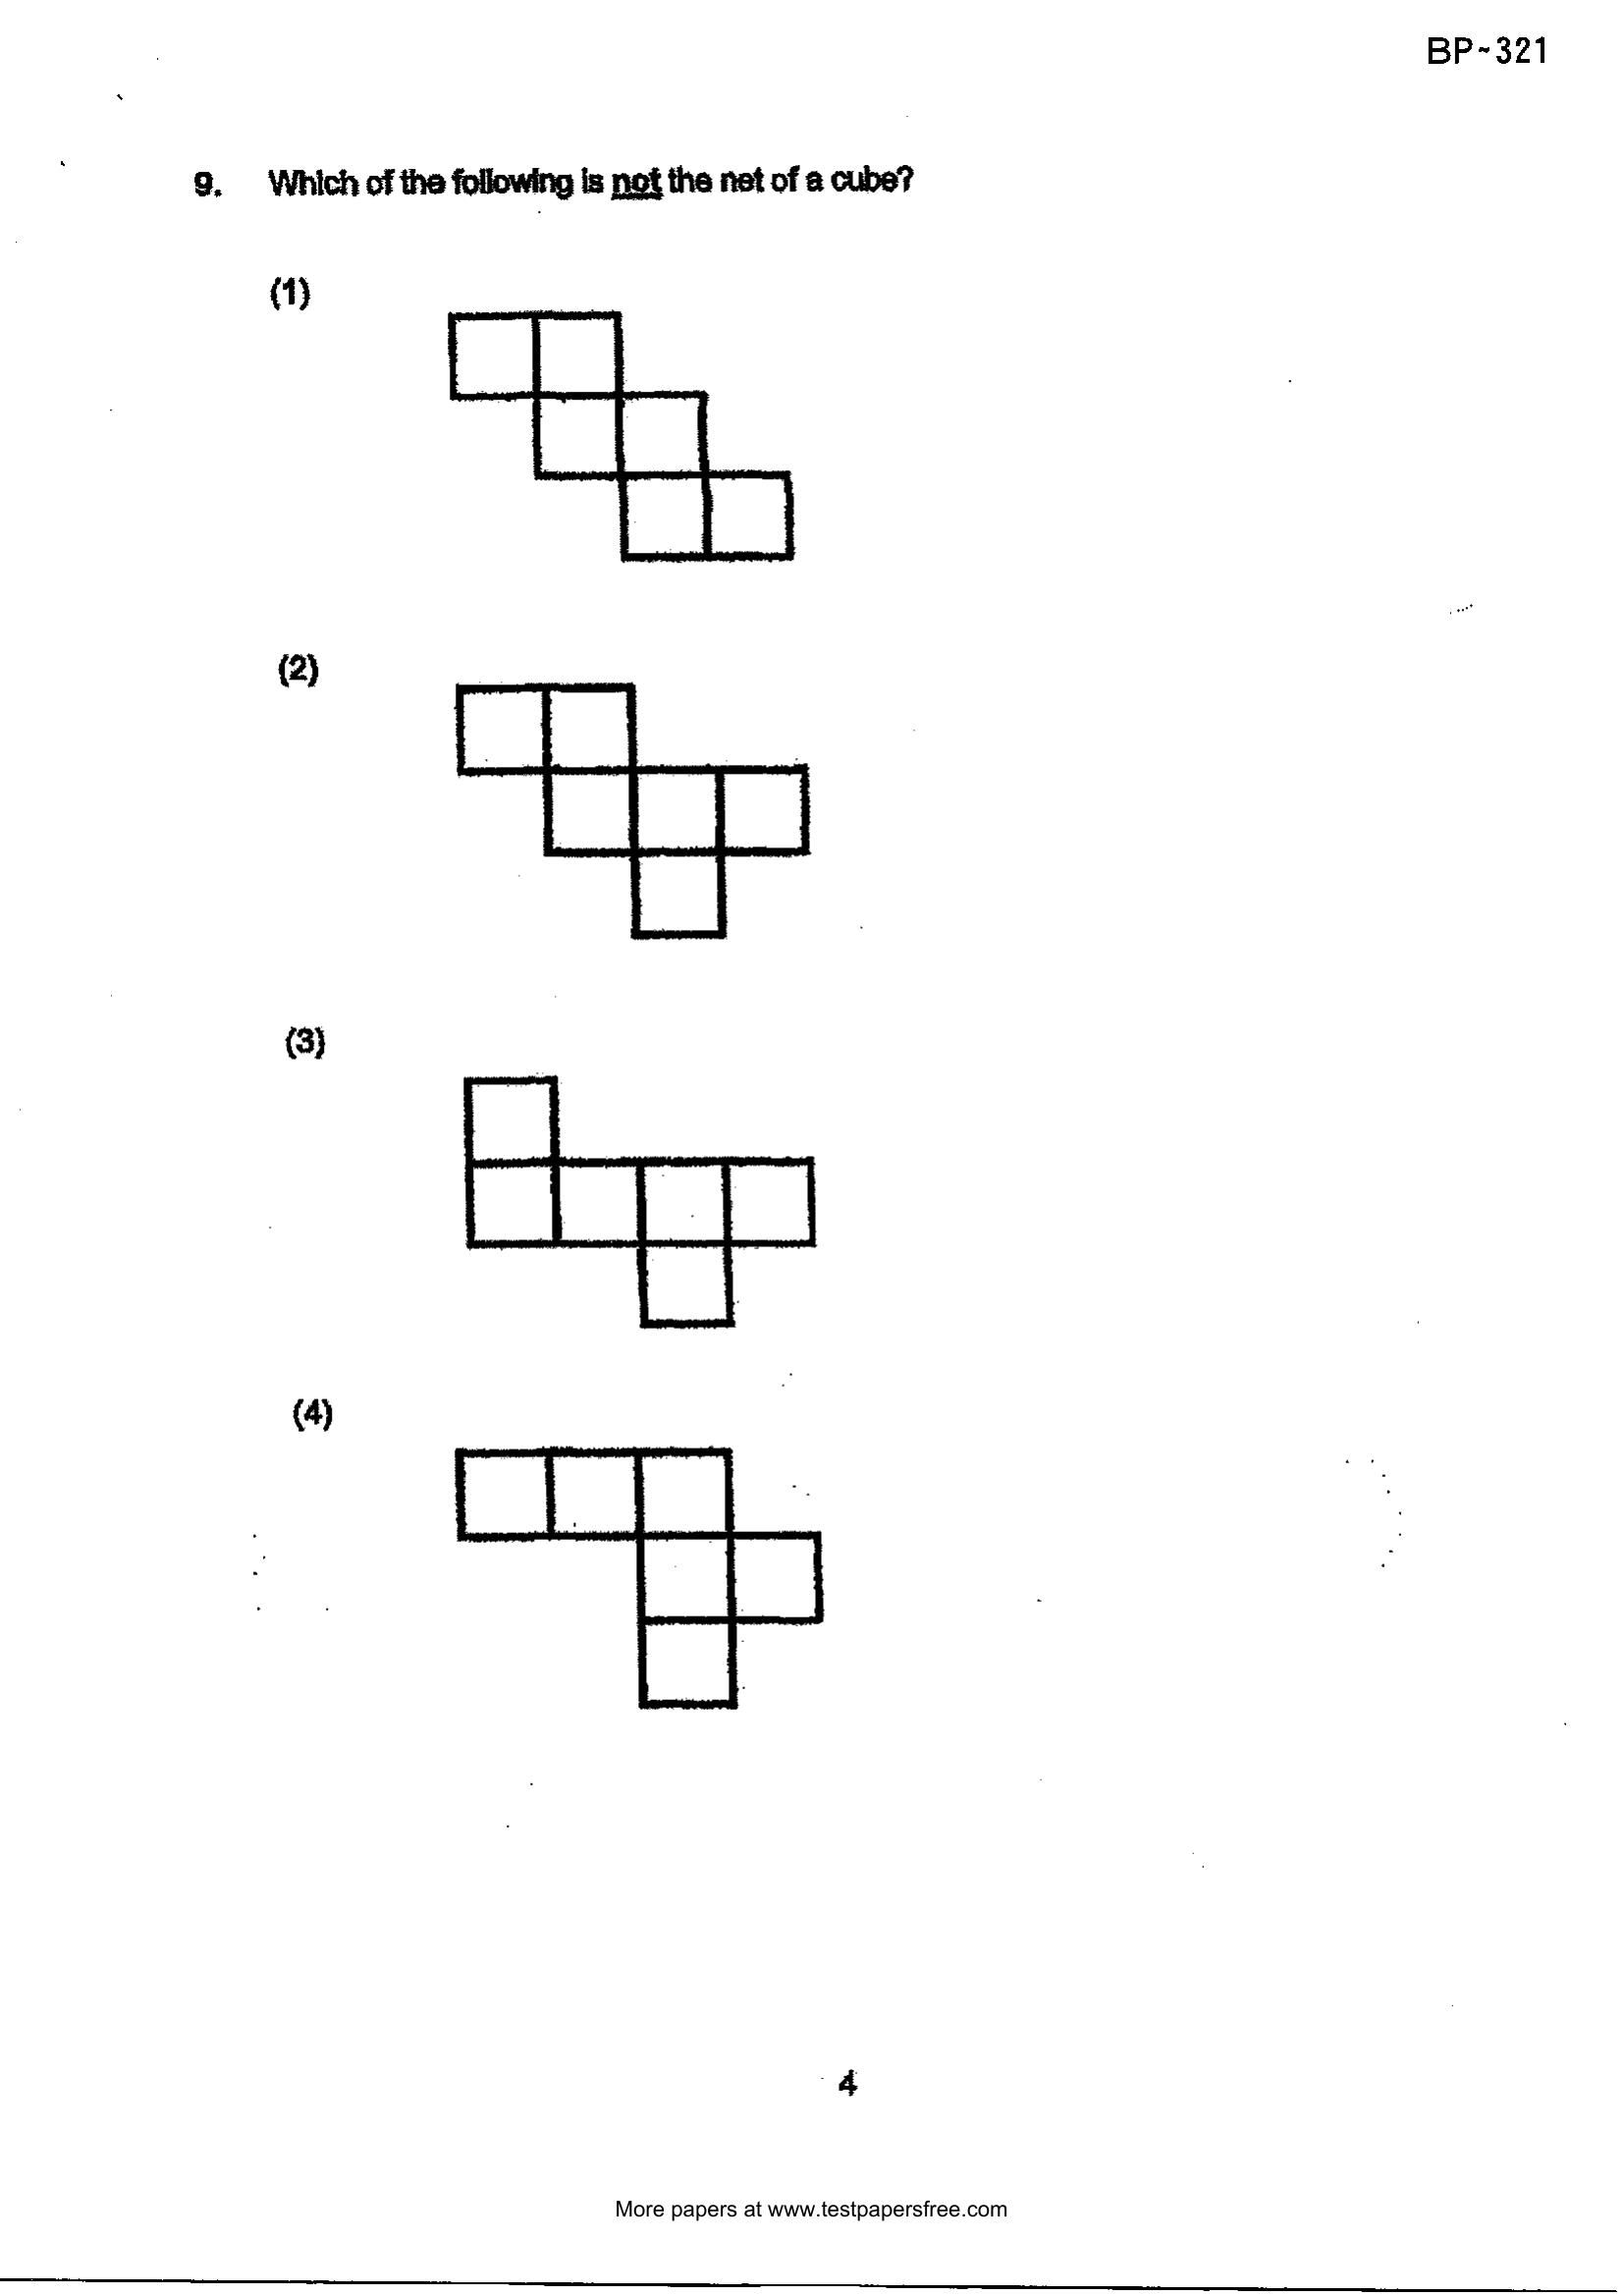 BP-321
9. Which of the following is not the net of a cube?
(1)
(2)
(3)
(4)
4
More papers at www.testpapersfree.com